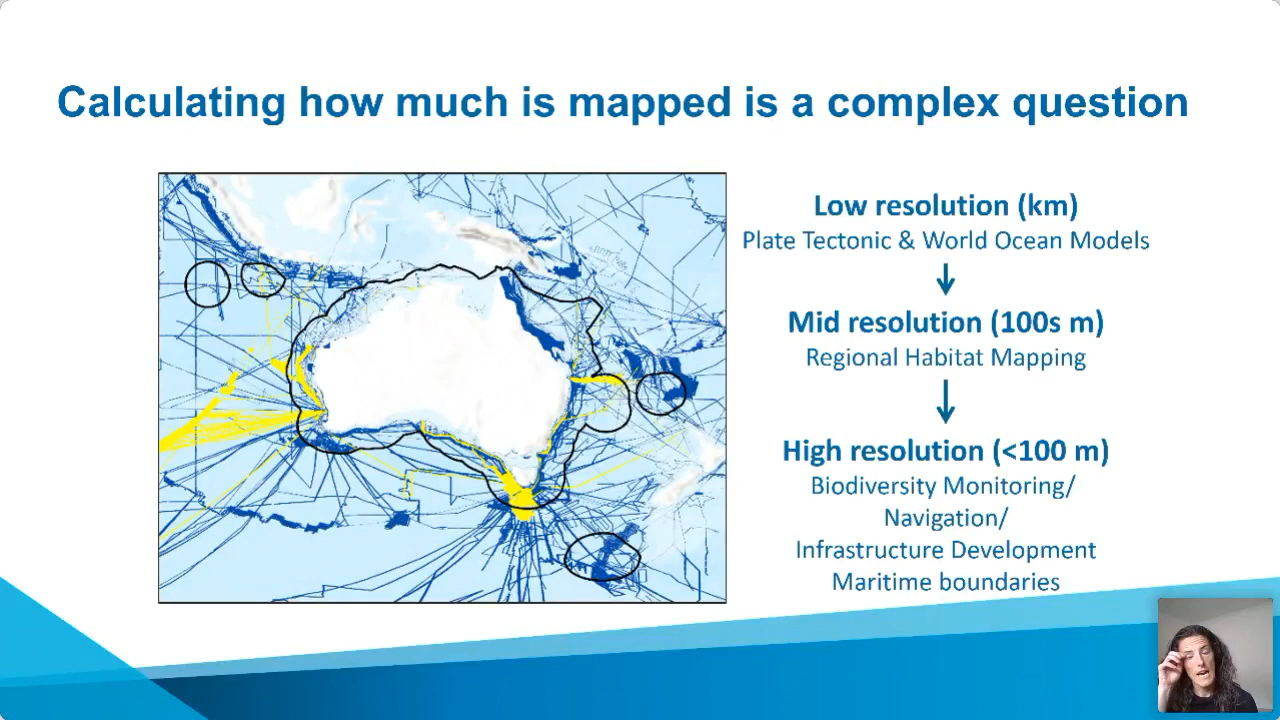 Calculating how much is mapped is a complex question
Low resolution (km)
Plate Tectonic & World Ocean Models
Mid resolution (100s m)
Regional Habitat Mapping
High resolution (<100 m)
Biodiversity Monitoring/
Navigation/
Infrastructure Development
Maritime boundaries